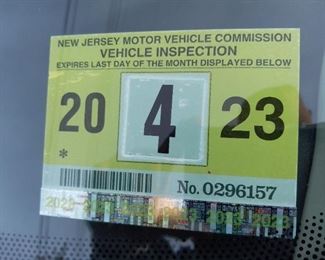 NEW JERSEY MOTOR VEHICLE COMMISSION
VEHICLE INSPECTION
EXPIRES LAST DAY OF THE MONTH DISPLAYED BELOW
20 4 23
*
No. 0296157